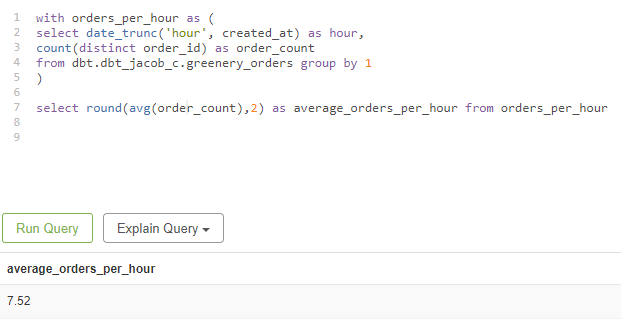 1 with orders_per_hour as (
2 select date_trunc('hour', created_at) as hour,
3 count(distinct order_id) as order_count
4 from dbt.dbt_jacob_c.greenery_orders group by 1
5 )
6
7 select round(avg(order_count),2) as average_orders_per_hour from orders_per_hour
8
9
Run Query Explain Query
average_orders_per_hour
7.52